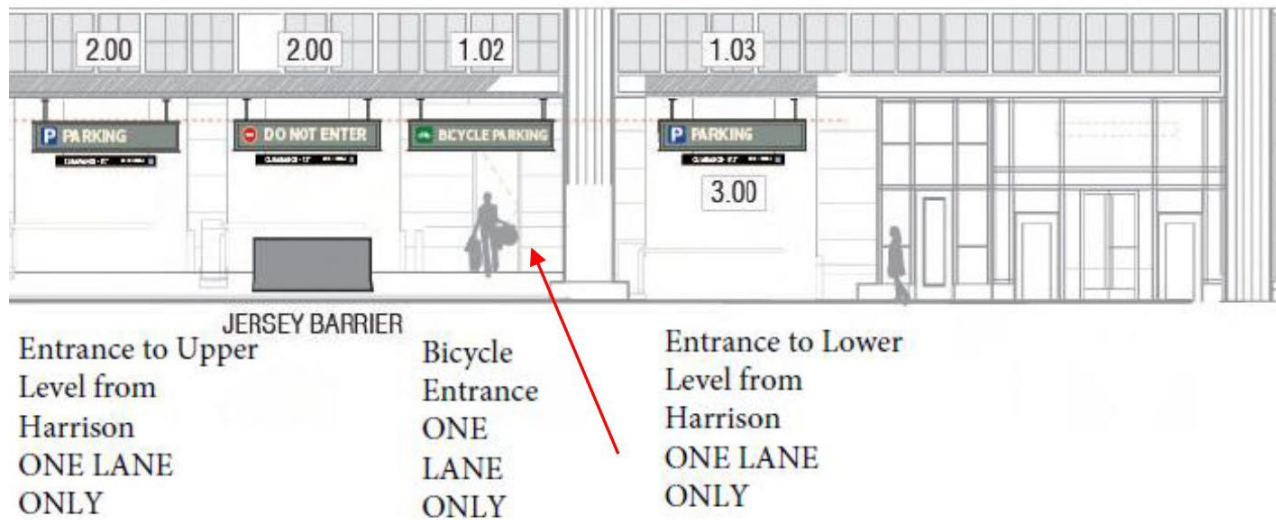 2.00
2.00
1.02
1.03
P PARKING
DO NOT ENTER
BICYCLE PARKING
P PARKING
3.00
JERSEY BARRIER
Entrance to Upper
Level from
Harrison
ONE LANE
ONLY
Bicycle
Entrance
ONE
LANE
ONLY
Entrance to Lower
Level from
Harrison
ONE LANE
ONLY